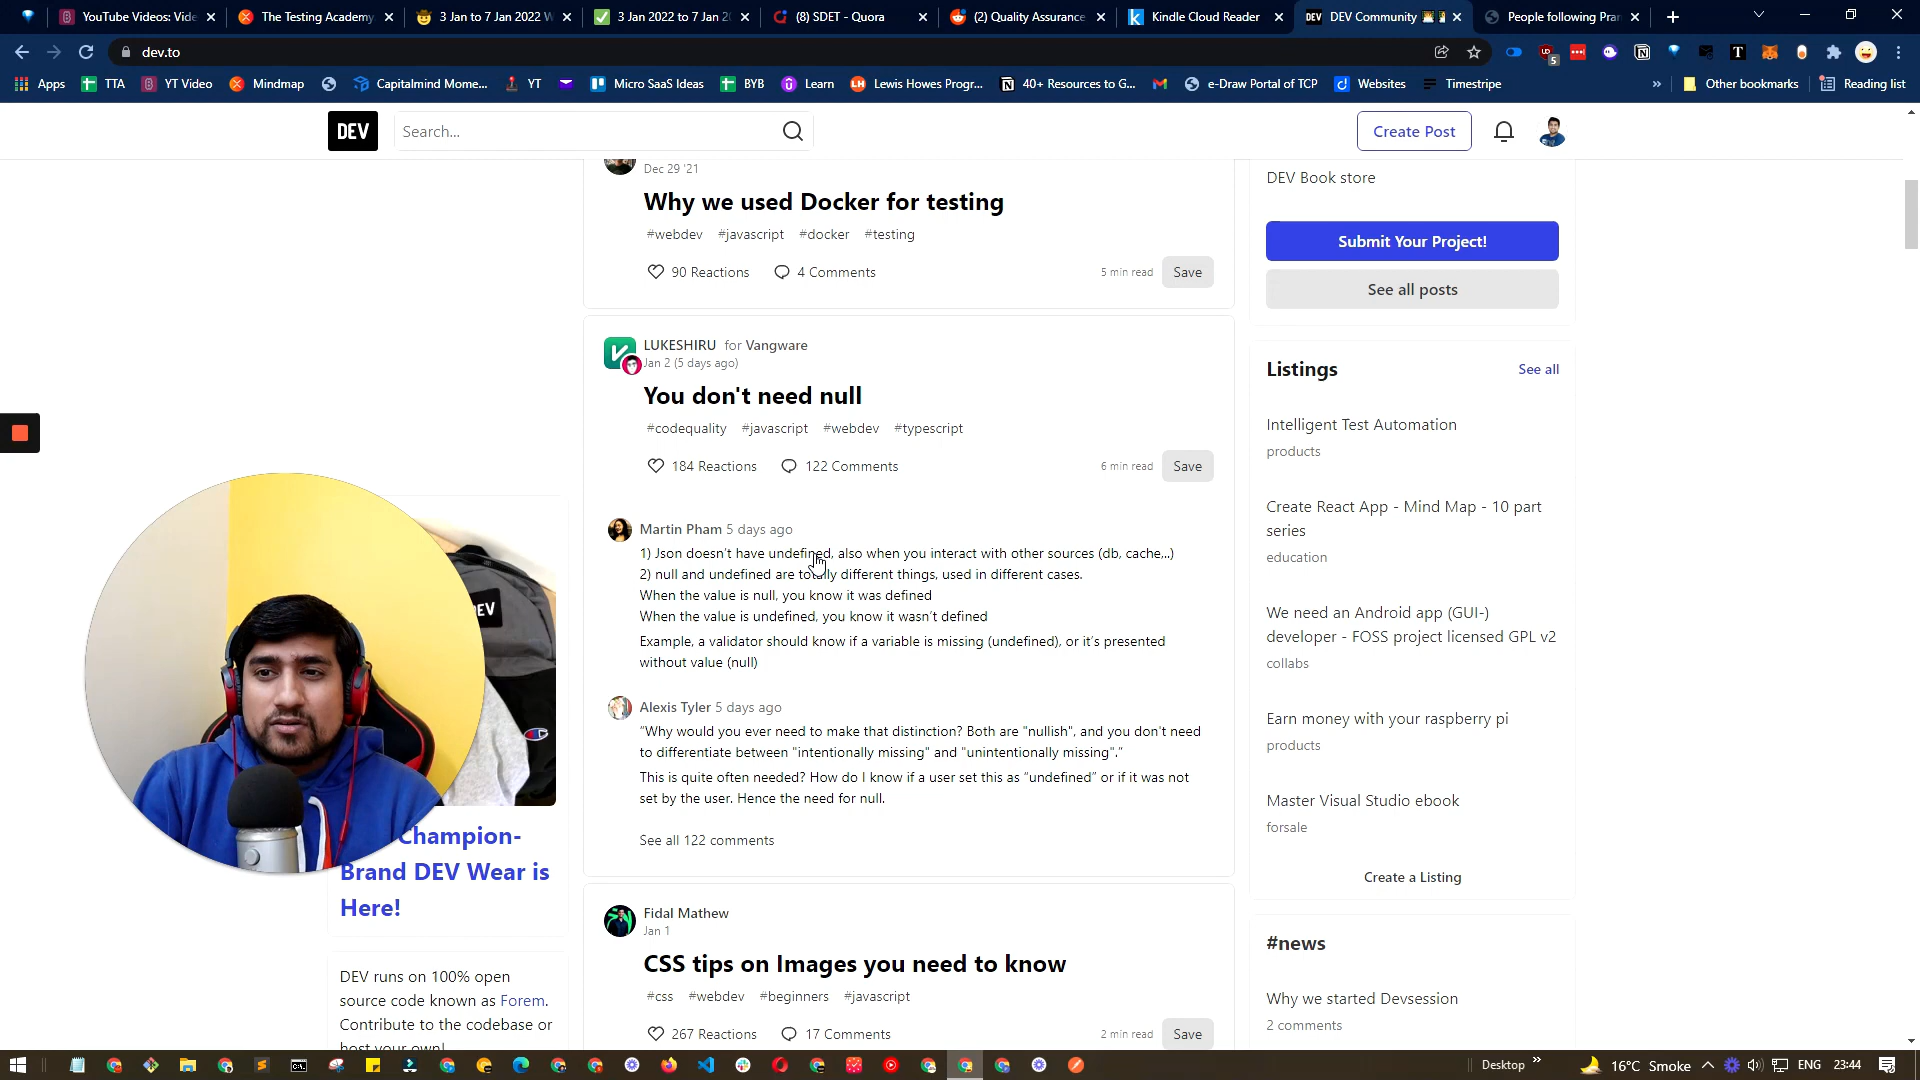 YouTube Videos: Vide
The Testing Academy
3 Jan to 7 Jan 2022 W
3 Jan 2022 to 7 Jan 20
(8) SDET - Quora
(2) Quality Assurance
Kindle Cloud Reader
DEV Community
People following Pran
dev.to
5
Apps
TTA
YT Video
Mindmap
Capitalmind Mome...
YT
Micro SaaS Ideas
BYB
Learn
Lewis Howes Progr...
40+ Resources to G...
e-Draw Portal of TCP
Websites
Timestripe
»
Other bookmarks
Reading list
DEV
Search...
Create Post
Dec 29 '21
Why we used Docker for testing
#webdev #javascript #docker #testing
90 Reactions
4 Comments
5 min read
Save
LUKESHIRU for Vangware
Jan 2 (5 days ago)
You don't need null
#codequality #javascript #webdev #typescript
184 Reactions
122 Comments
6 min read
Save
Martin Pham 5 days ago
1) Json doesn't have undefined, also when you interact with other sources (db, cache,..)
2) null and undefined are totally different things, used in different cases.
When the value is null, you know it was defined
When the value is undefined, you know it wasn't defined
Example, a validator should know if a variable is missing (undefined), or it's presented
without value (null)
Alexis Tyler 5 days ago
"Why would you ever need to make that distinction? Both are "nullish", and you don't need
to differentiate between "intentionally missing" and "unintentionally missing"."
This is quite often needed? How do I know if a user set this as "undefined" or if it was not
set by the user. Hence the need for null.
See all 122 comments
Fidal Mathew
Jan 1
CSS tips on Images you need to know
#css #webdev #beginners #javascript
267 Reactions
17 Comments
2 min read
Save
DEV Book store
Submit Your Project!
See all posts
Listings
See all
Intelligent Test Automation
products
Create React App - Mind Map - 10 part
series
education
We need an Android app (GUI-)
developer - FOSS project licensed GPL v2
collabs
Earn money with your raspberry pi
products
Master Visual Studio ebook
forsale
Create a Listing
#news
Why we started Devsession
2 comments
DEV
Champion-
Brand DEV Wear is
Here!
DEV runs on 100% open
source code known as Forem.
Contribute to the codebase or
host your own!
Desktop
»
16°C Smoke
ENG
23:44